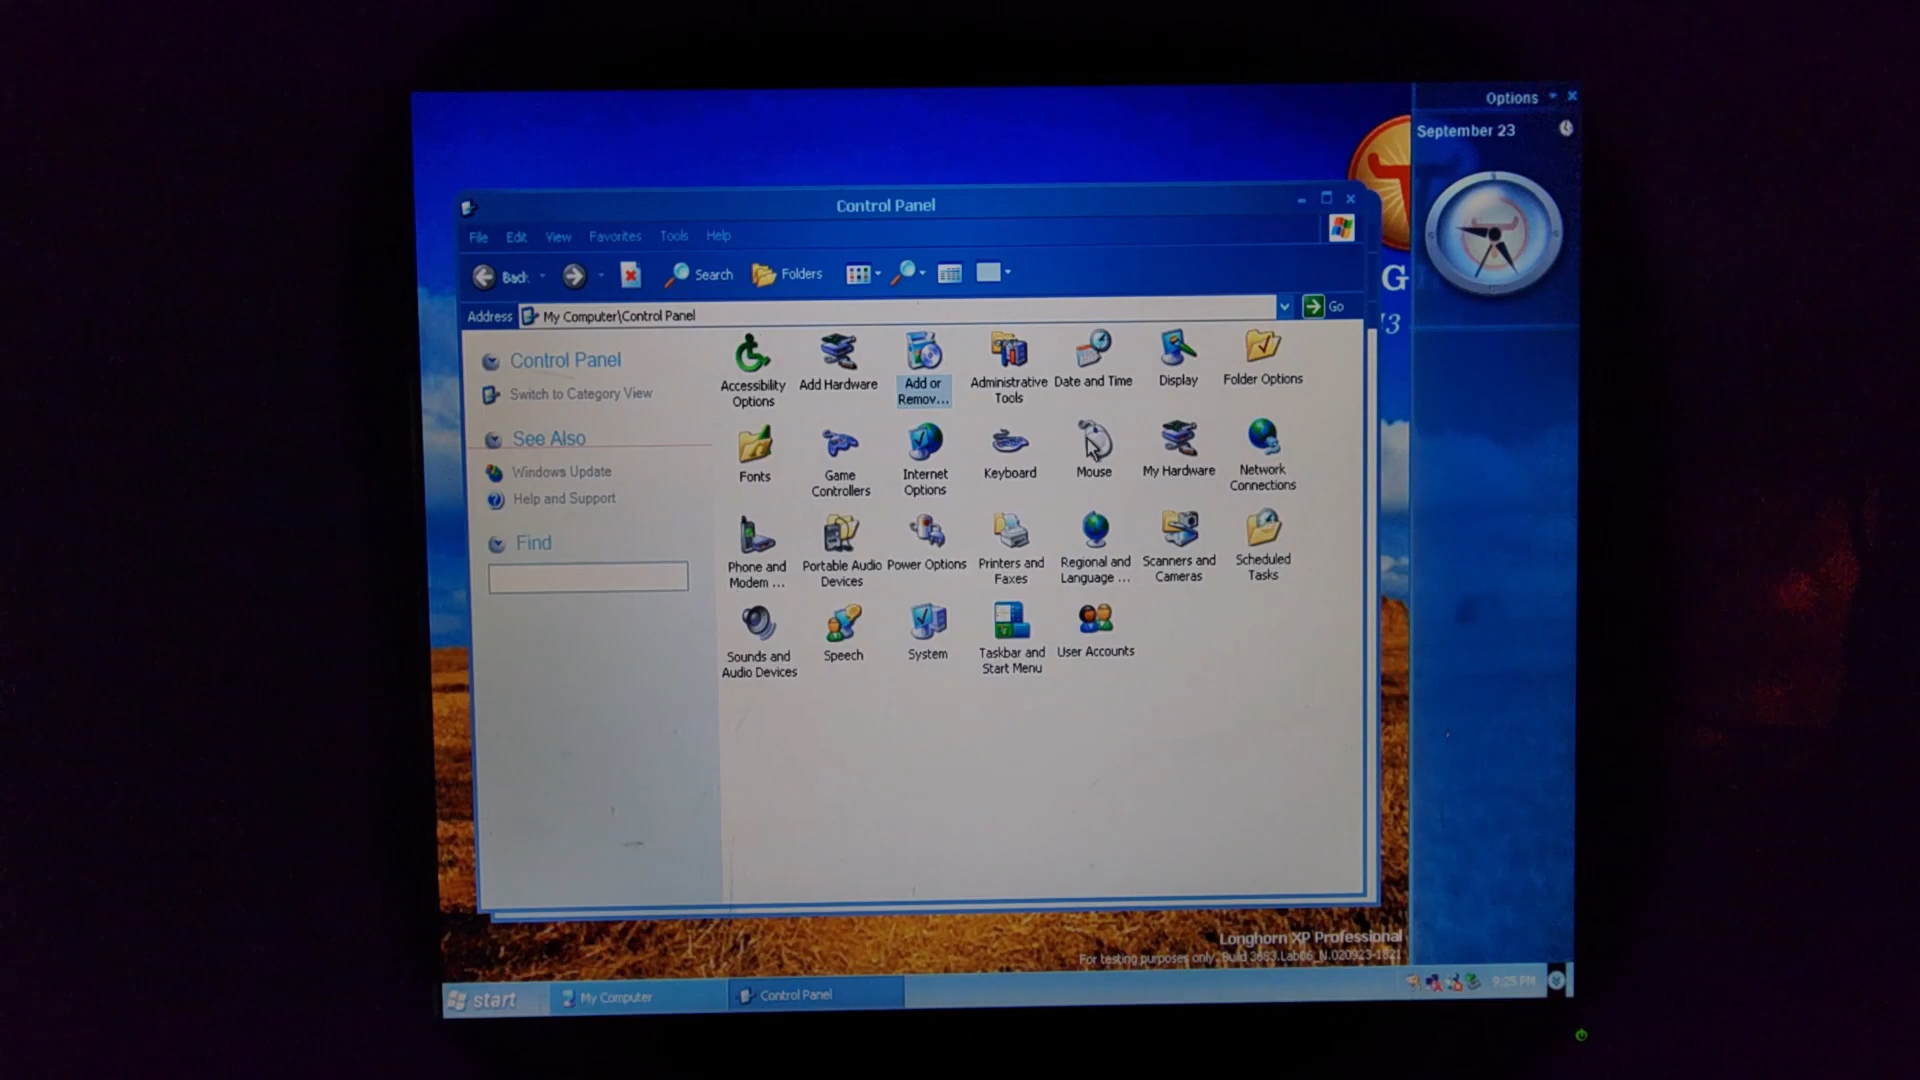 Options
September 23
Control Panel
File Edit View Favorites Tools Help
Back Search Folders
Address My Computer\Control Panel Go
G
13
Control Panel
Switch to Category View
See Also
Windows Update
Help and Support
Find
Accessibility Options
Add Hardware
Add or Remov...
Administrative Tools
Date and Time
Display
Folder Options
Fonts
Game Controllers
Internet Options
Keyboard
Mouse
My Hardware
Network Connections
Phone and Modem ...
Portable Audio Devices
Power Options
Printers and Faxes
Regional and Language ...
Scanners and Cameras
Scheduled Tasks
Sounds and Audio Devices
Speech
System
Taskbar and Start Menu
User Accounts
Longhorn XP Professional
For testing purposes only. Build 3683.Lab06_N.020923-1821
start My Computer Control Panel 9:25 PM